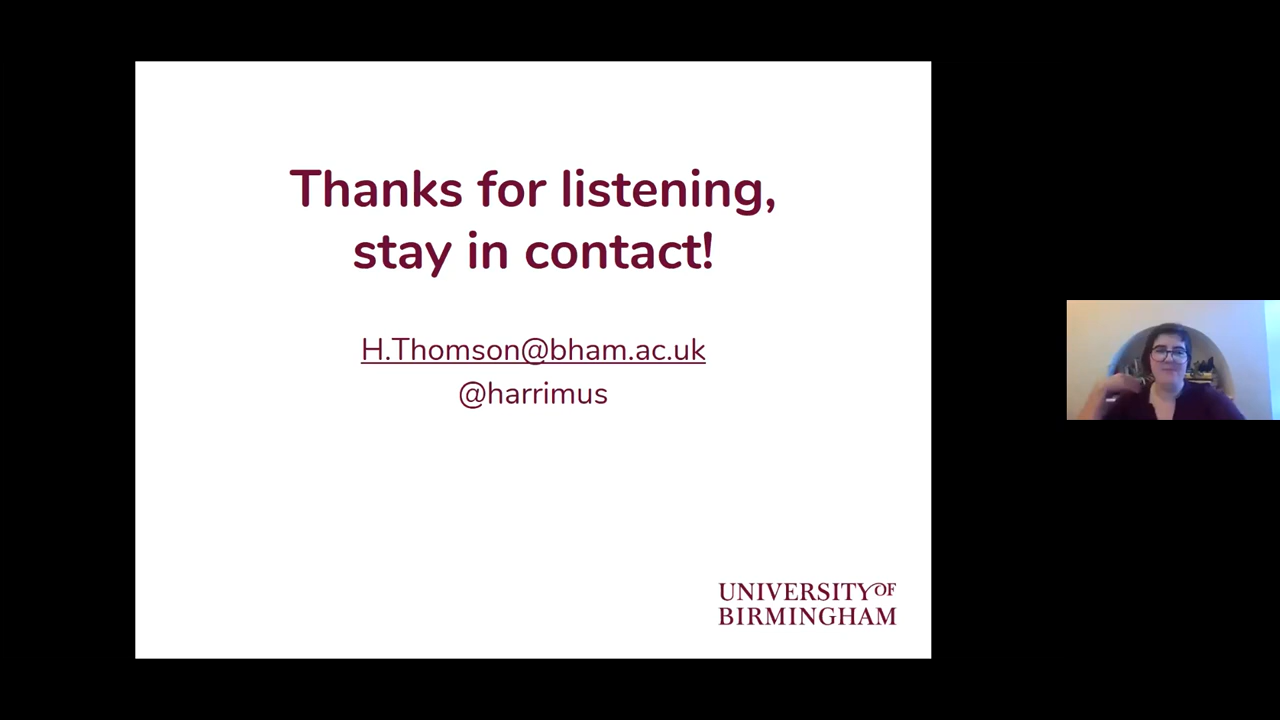 Thanks for listening,
stay in contact!
H.Thomson@bham.ac.uk
@harrimus
UNIVERSITY OF
BIRMINGHAM